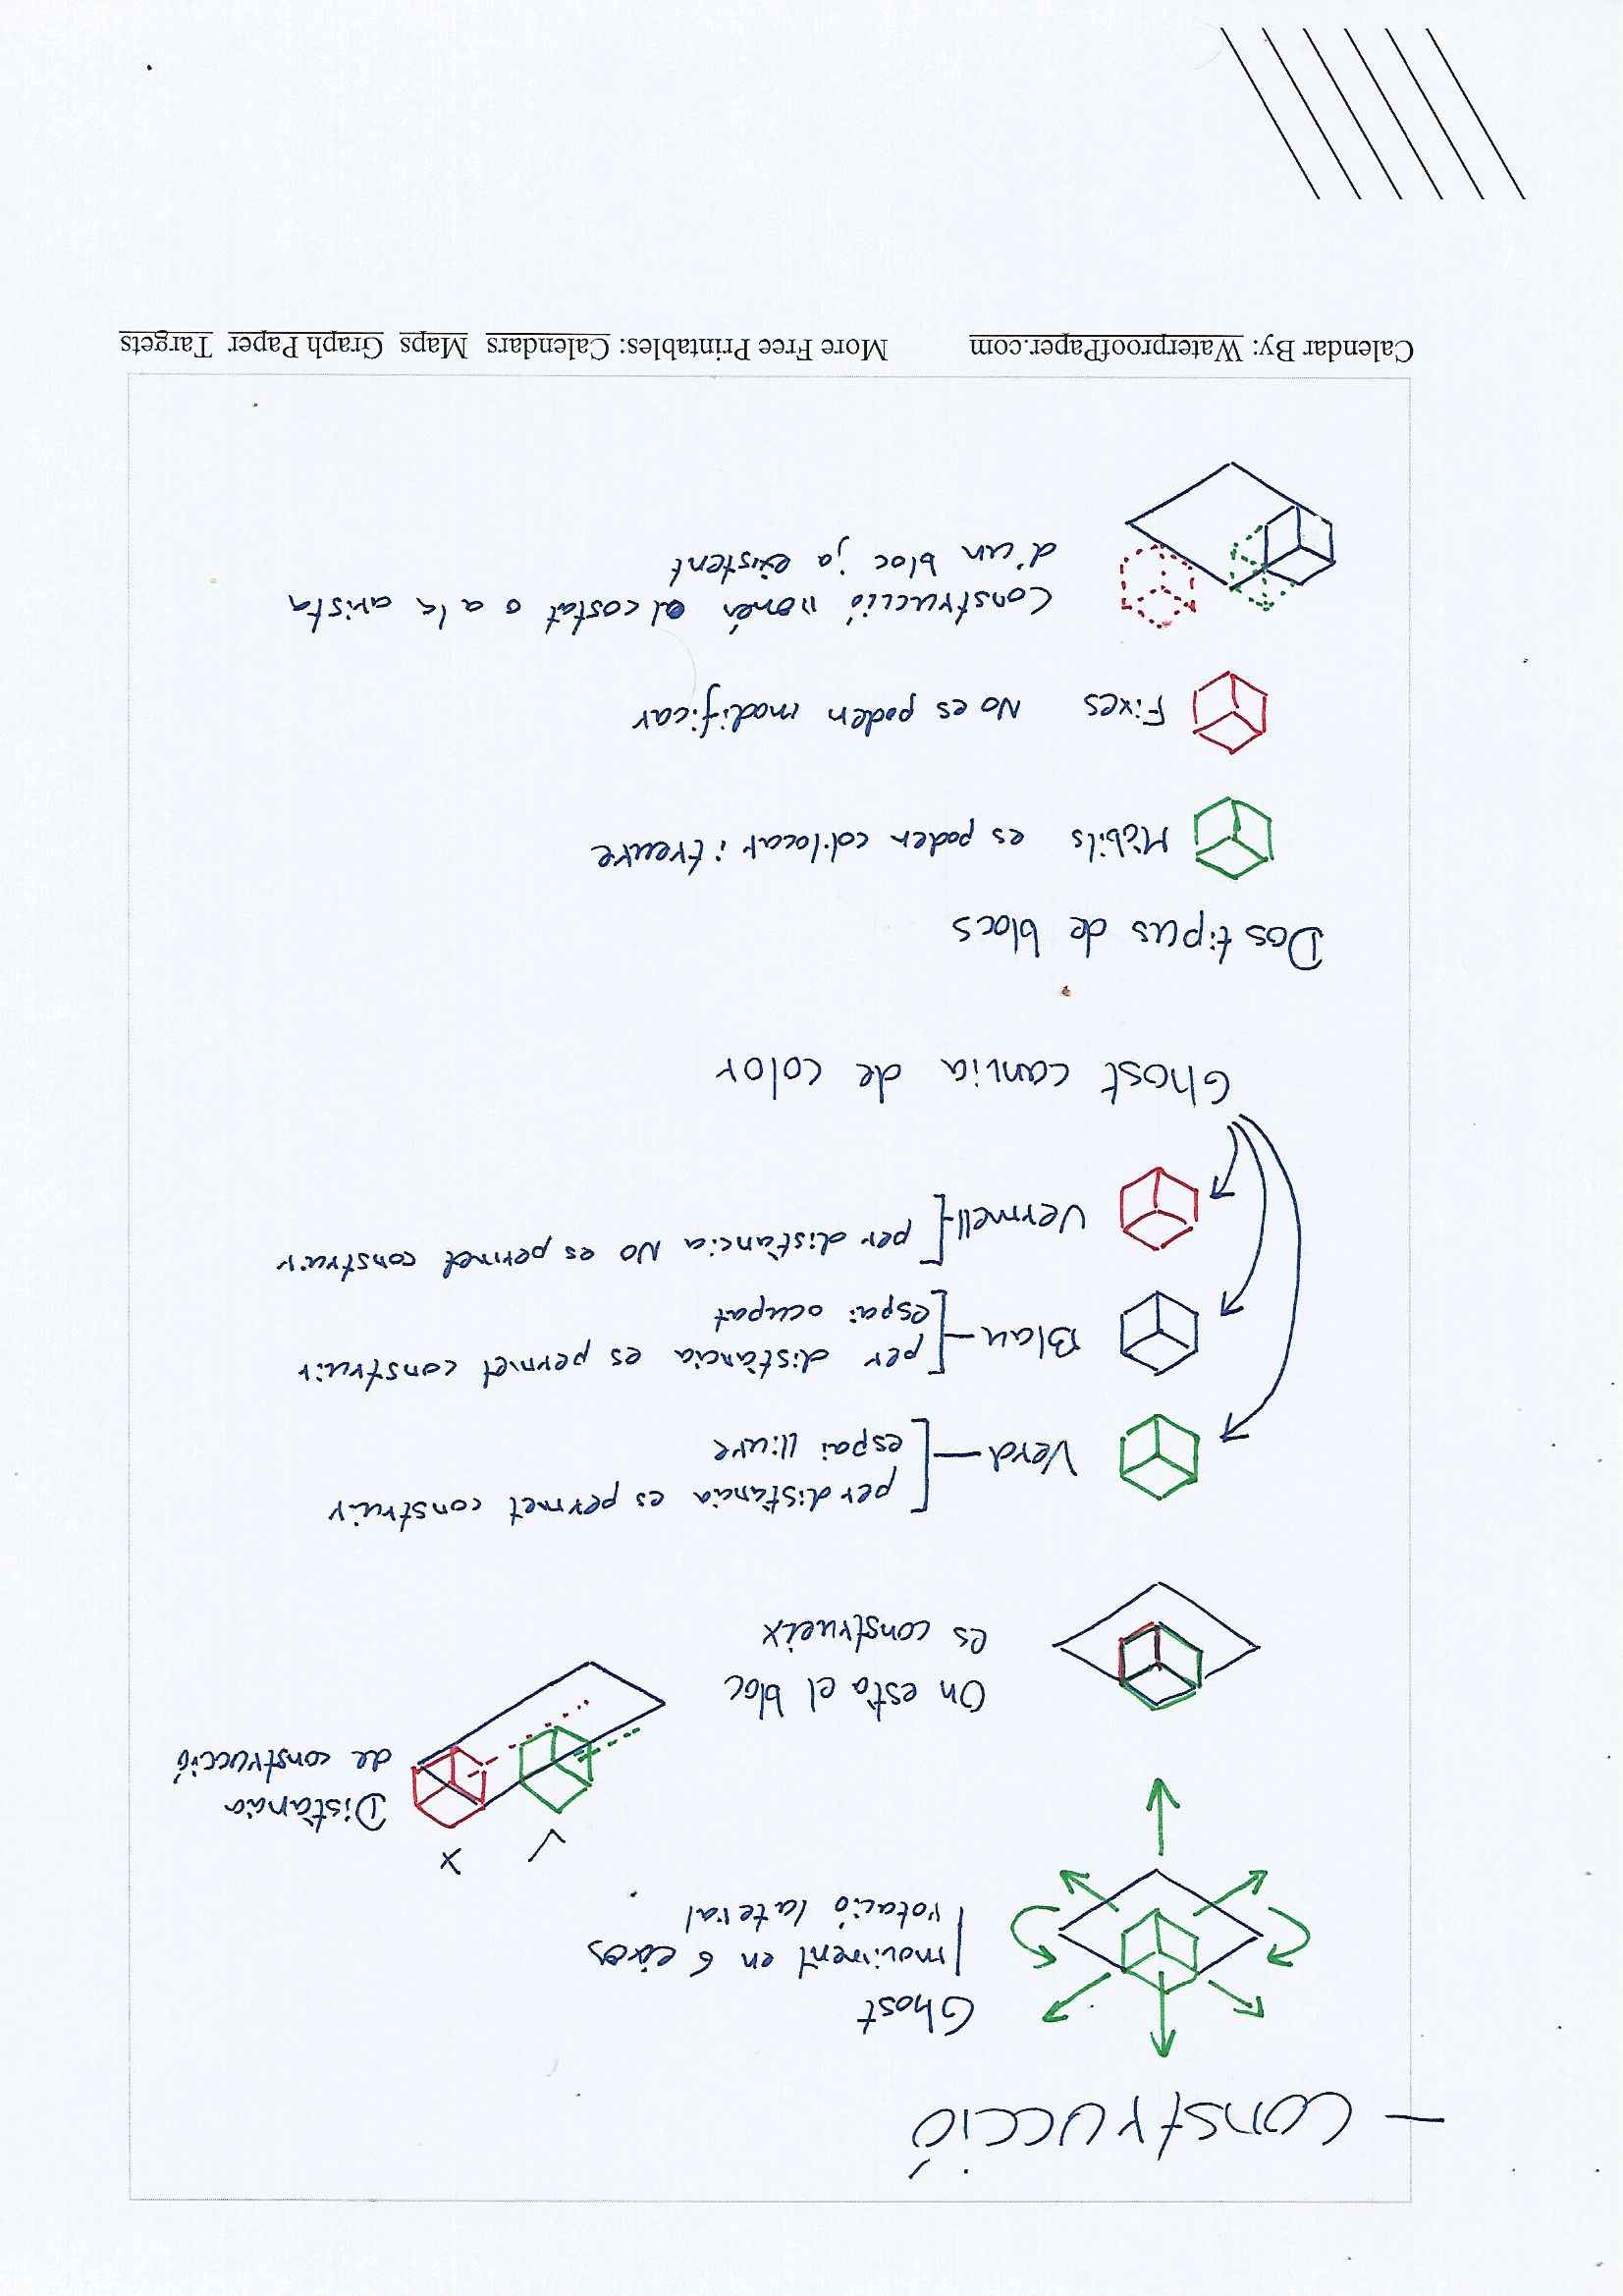 - Construcció
Ghost
moviment en 6 eixos
rotació lateral
✓ x
Distància
de construcció
On està el bloc
es construeix
Verd - per distància es permet construir
espai lliure
Blau - per distància es permet construir
espai ocupat
Vermell - per distància No es permet construir
Ghost canvia de color
Dos tipus de blocs
Mòbils es poden col·locar i treure
Fixes No es poden modificar
Construcció només al costat o a la arista
d'un bloc ja existent
Calendar By: WaterproofPaper.com More Free Printables: Calendars Maps Graph Paper Targets